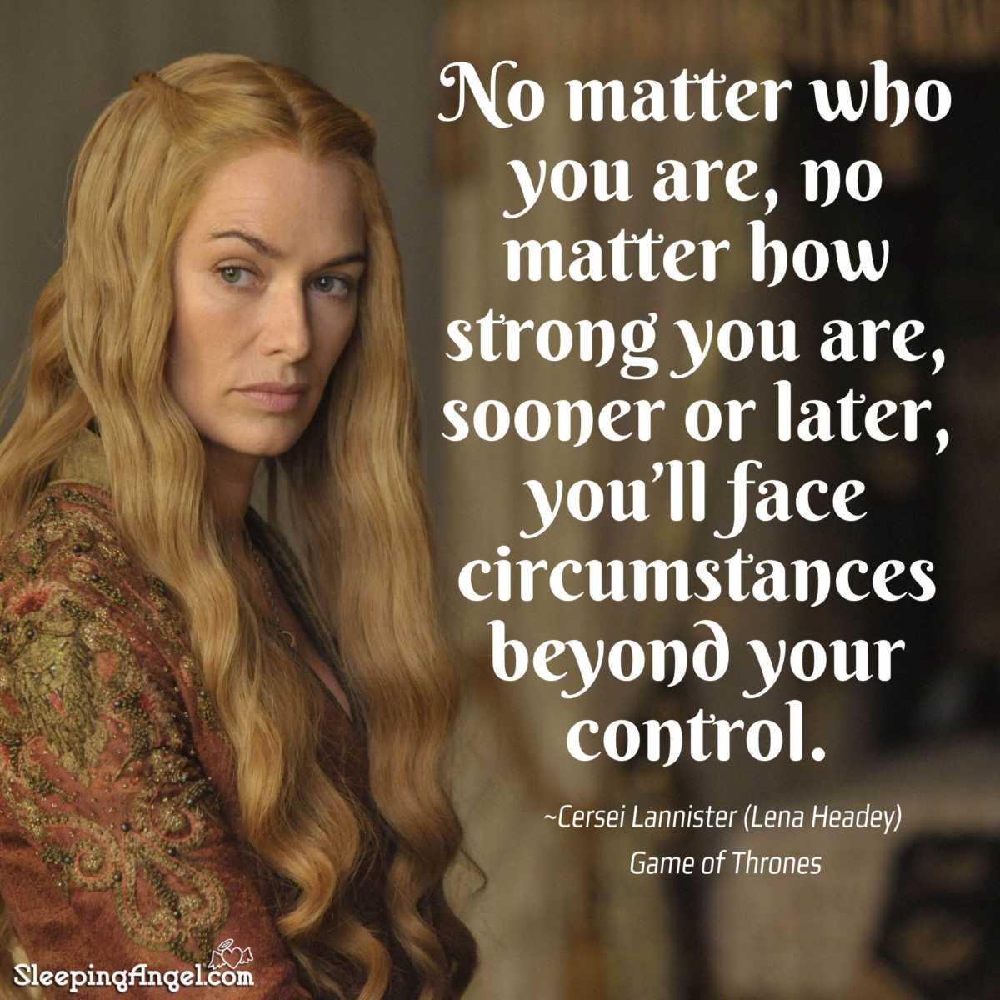 No matter who
you are, no
matter how
strong you are,
sooner or later,
you'll face
circumstances
beyond your
control.
~Cersei Lannister (Lena Headey)
Game of Thrones
SleepingAngel.com